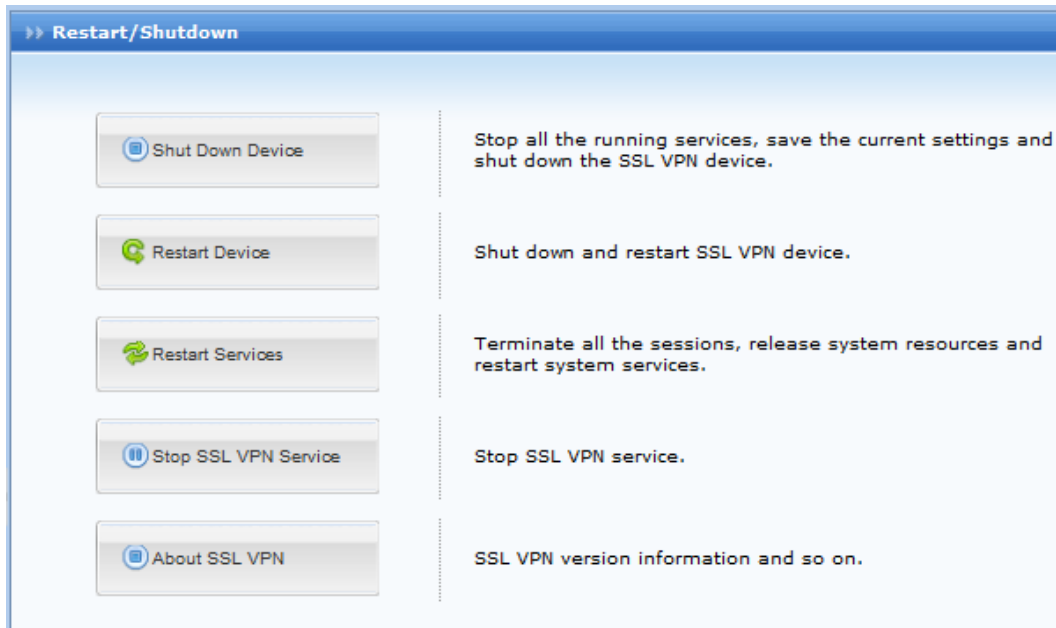 Restart/Shutdown
Shut Down Device
Stop all the running services, save the current settings and
shut down the SSL VPN device.
Restart Device
Shut down and restart SSL VPN device.
Restart Services
Terminate all the sessions, release system resources and
restart system services.
Stop SSL VPN Service
Stop SSL VPN service.
About SSL VPN
SSL VPN version information and so on.